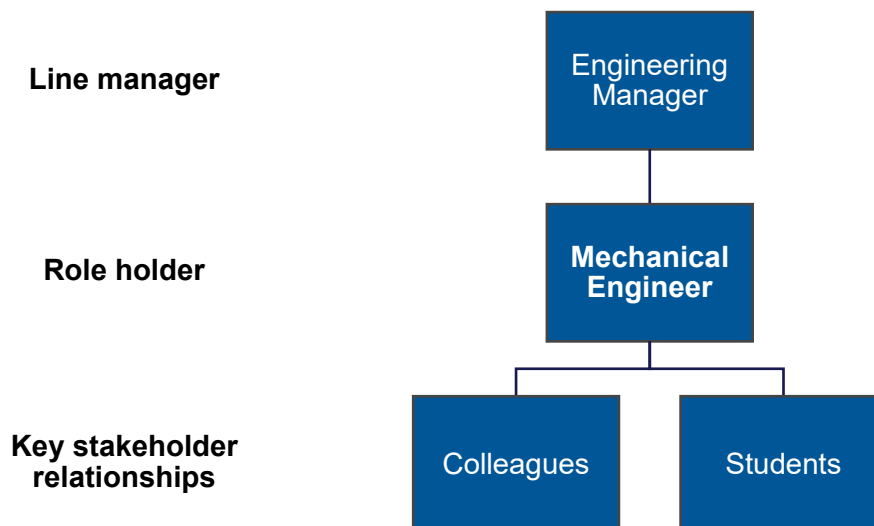 Line manager
Engineering
Manager
Role holder
Mechanical
Engineer
Key stakeholder
relationships
Colleagues
Students